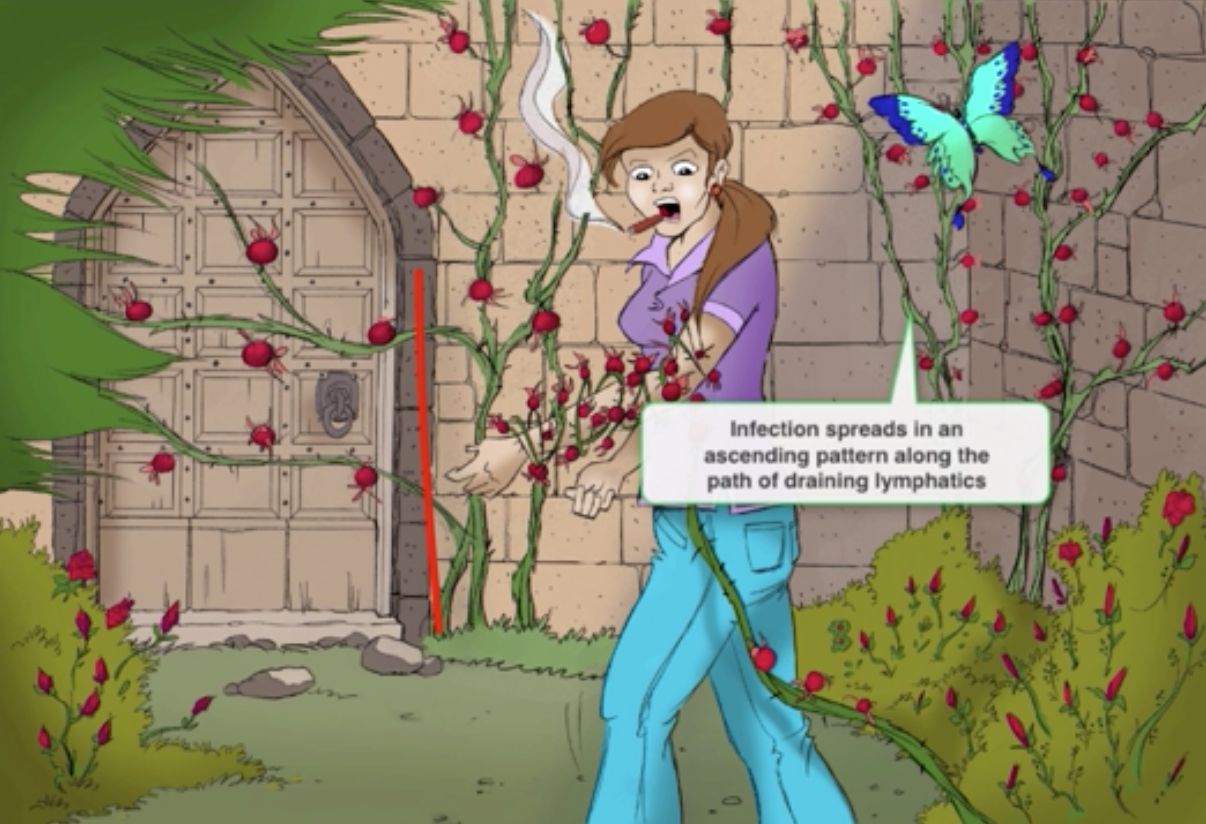 Infection spreads in an
ascending pattern along the
path of draining lymphatics